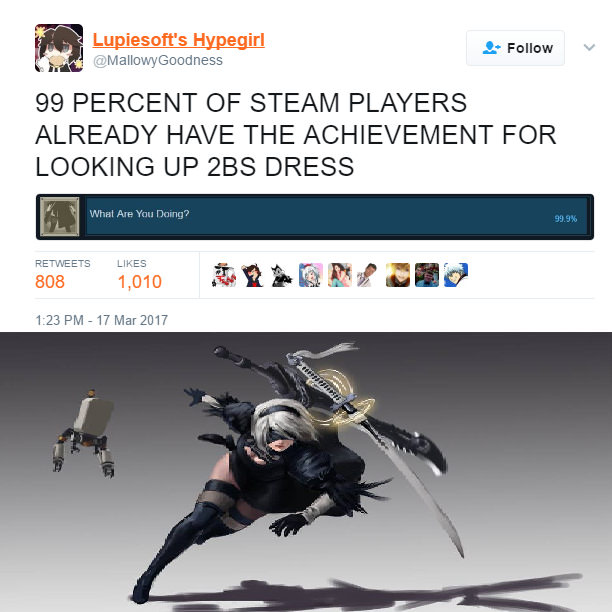 Lupiesoft's Hypegirl
@MallowyGoodness
Follow
99 PERCENT OF STEAM PLAYERS
ALREADY HAVE THE ACHIEVEMENT FOR
LOOKING UP 2BS DRESS
What Are You Doing?
99.9%
RETWEETS LIKES
808 1,010
1:23 PM - 17 Mar 2017